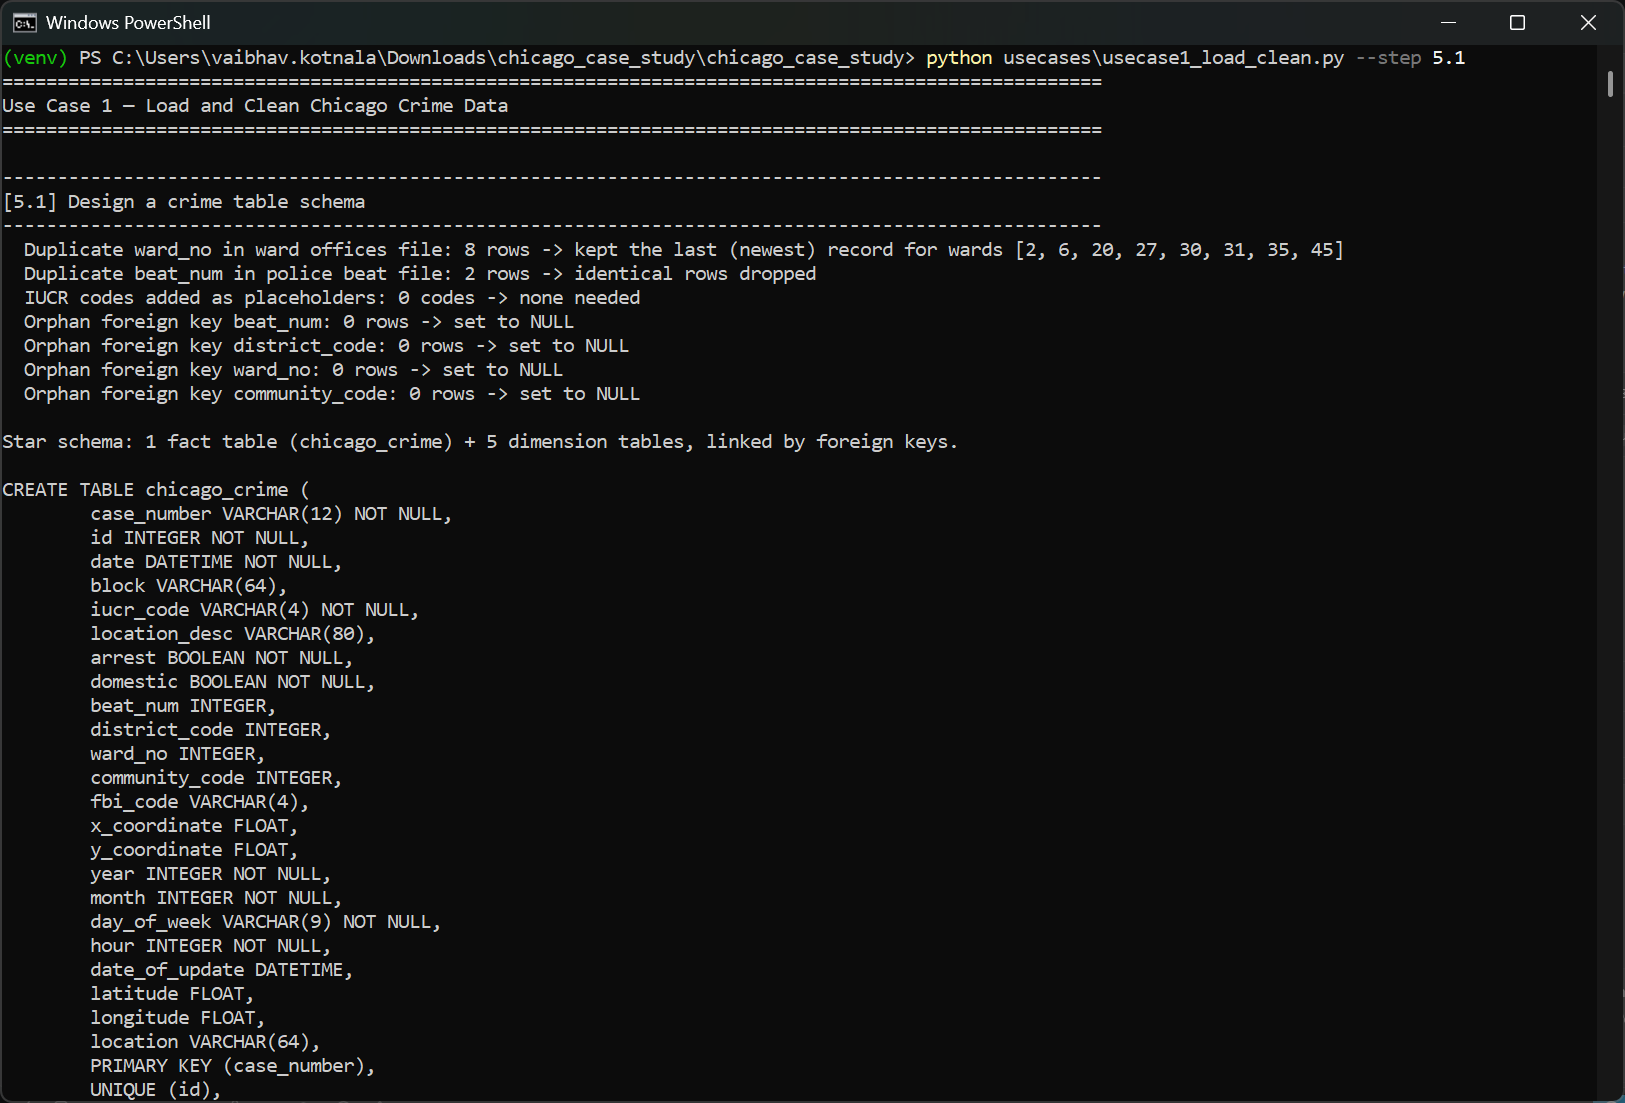 Windows PowerShell
(venv) PS C:\Users\vaibhav.kotnala\Downloads\chicago_case_study\chicago_case_study> python usecases\usecase1_load_clean.py --step 5.1
====================================================================================================
Use Case 1 — Load and Clean Chicago Crime Data
====================================================================================================
----------------------------------------------------------------------------------------------------
[5.1] Design a crime table schema
----------------------------------------------------------------------------------------------------
  Duplicate ward_no in ward offices file: 8 rows -> kept the last (newest) record for wards [2, 6, 20, 27, 30, 31, 35, 45]
  Duplicate beat_num in police beat file: 2 rows -> identical rows dropped
  IUCR codes added as placeholders: 0 codes -> none needed
  Orphan foreign key beat_num: 0 rows -> set to NULL
  Orphan foreign key district_code: 0 rows -> set to NULL
  Orphan foreign key ward_no: 0 rows -> set to NULL
  Orphan foreign key community_code: 0 rows -> set to NULL
Star schema: 1 fact table (chicago_crime) + 5 dimension tables, linked by foreign keys.
CREATE TABLE chicago_crime (
        case_number VARCHAR(12) NOT NULL,
        id INTEGER NOT NULL,
        date DATETIME NOT NULL,
        block VARCHAR(64),
        iucr_code VARCHAR(4) NOT NULL,
        location_desc VARCHAR(80),
        arrest BOOLEAN NOT NULL,
        domestic BOOLEAN NOT NULL,
        beat_num INTEGER,
        district_code INTEGER,
        ward_no INTEGER,
        community_code INTEGER,
        fbi_code VARCHAR(4),
        x_coordinate FLOAT,
        y_coordinate FLOAT,
        year INTEGER NOT NULL,
        month INTEGER NOT NULL,
        day_of_week VARCHAR(9) NOT NULL,
        hour INTEGER NOT NULL,
        date_of_update DATETIME,
        latitude FLOAT,
        longitude FLOAT,
        location VARCHAR(64),
        PRIMARY KEY (case_number),
        UNIQUE (id),